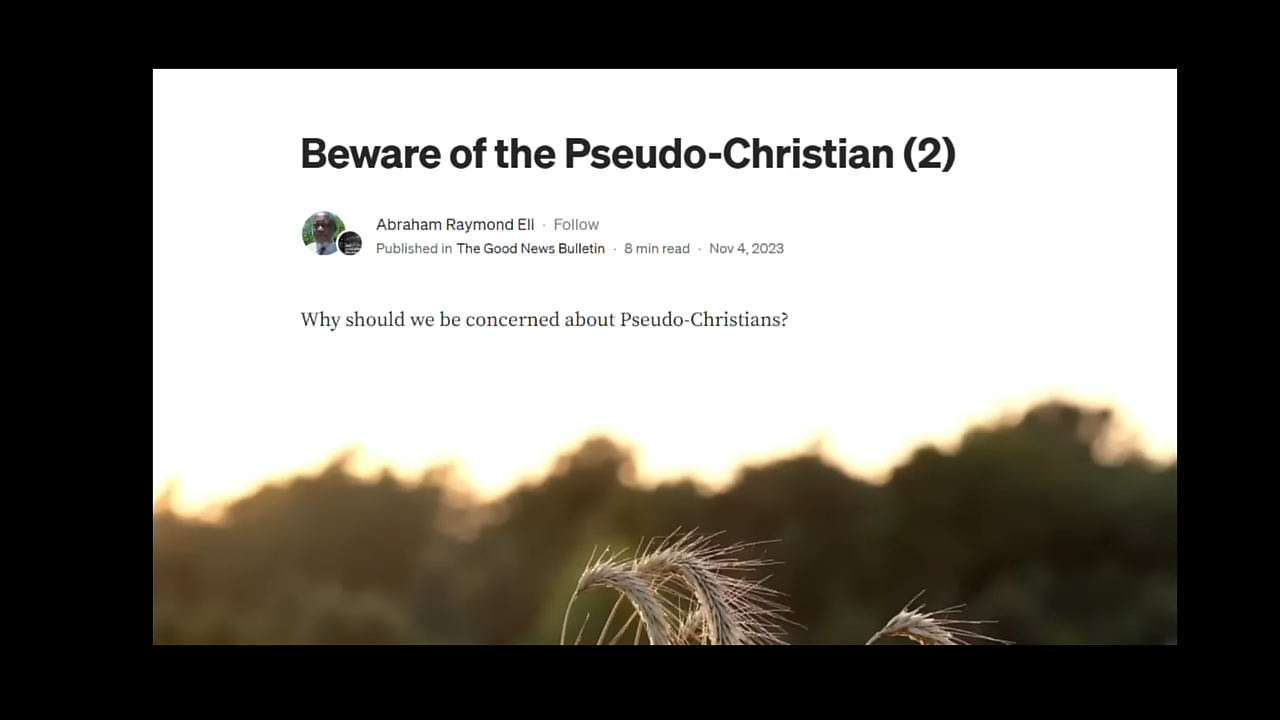 Beware of the Pseudo-Christian (2)
Abraham Raymond Ell · Follow
Published in The Good News Bulletin · 8 min read · Nov 4, 2023
Why should we be concerned about Pseudo-Christians?